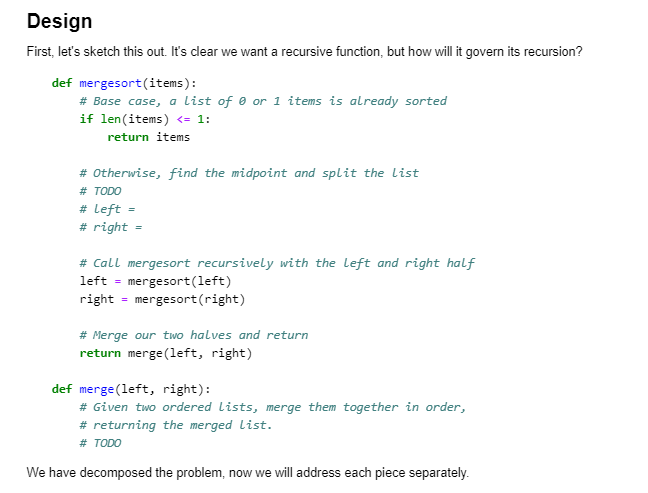 Design
First, let's sketch this out. It's clear we want a recursive function, but how will it govern its recursion?
def mergesort(items):
    # Base case, a list of 0 or 1 items is already sorted
    if len(items) <= 1:
        return items

    # Otherwise, find the midpoint and split the list
    # TODO
    # left =
    # right =

    # Call mergesort recursively with the left and right half
    left = mergesort(left)
    right = mergesort(right)

    # Merge our two halves and return
    return merge(left, right)

def merge(left, right):
    # Given two ordered lists, merge them together in order,
    # returning the merged list.
    # TODO
We have decomposed the problem, now we will address each piece separately.